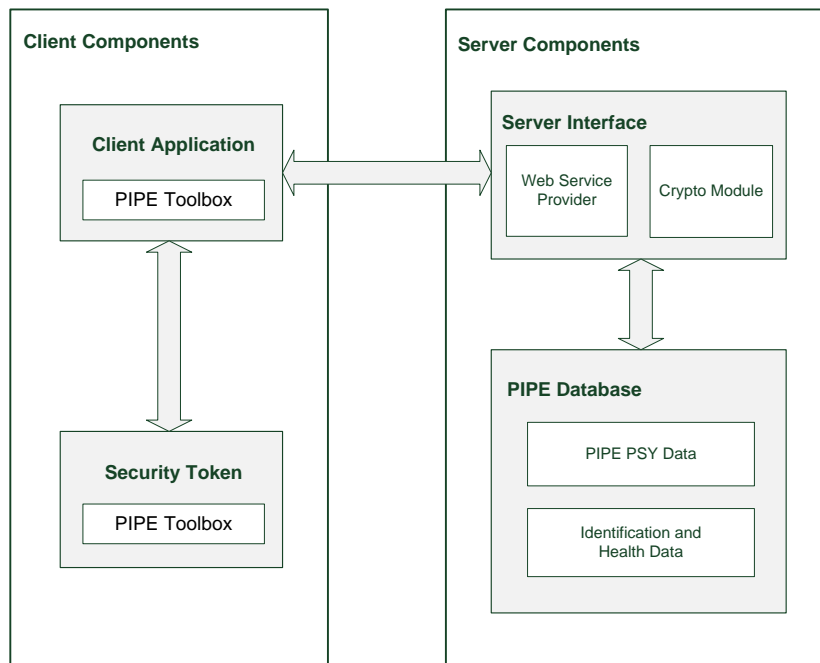 Client Components
Client Application
PIPE Toolbox
Security Token
PIPE Toolbox
Server Components
Server Interface
Web Service
Provider
Crypto Module
PIPE Database
PIPE PSY Data
Identification and
Health Data